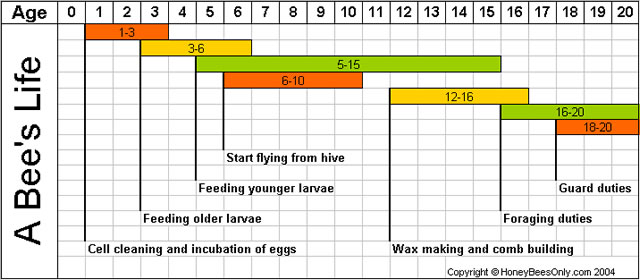 Age 0 1 2 3 4 5 6 7 8 9 10 11 12 13 14 15 16 17 18 19 20
A Bee's Life
1-3
3-6
5-15
6-10
12-16
16-20
18-20
Start flying from hive
Feeding younger larvae
Guard duties
Feeding older larvae
Foraging duties
Cell cleaning and incubation of eggs
Wax making and comb building
Copyright © HoneyBeesOnly.com 2004